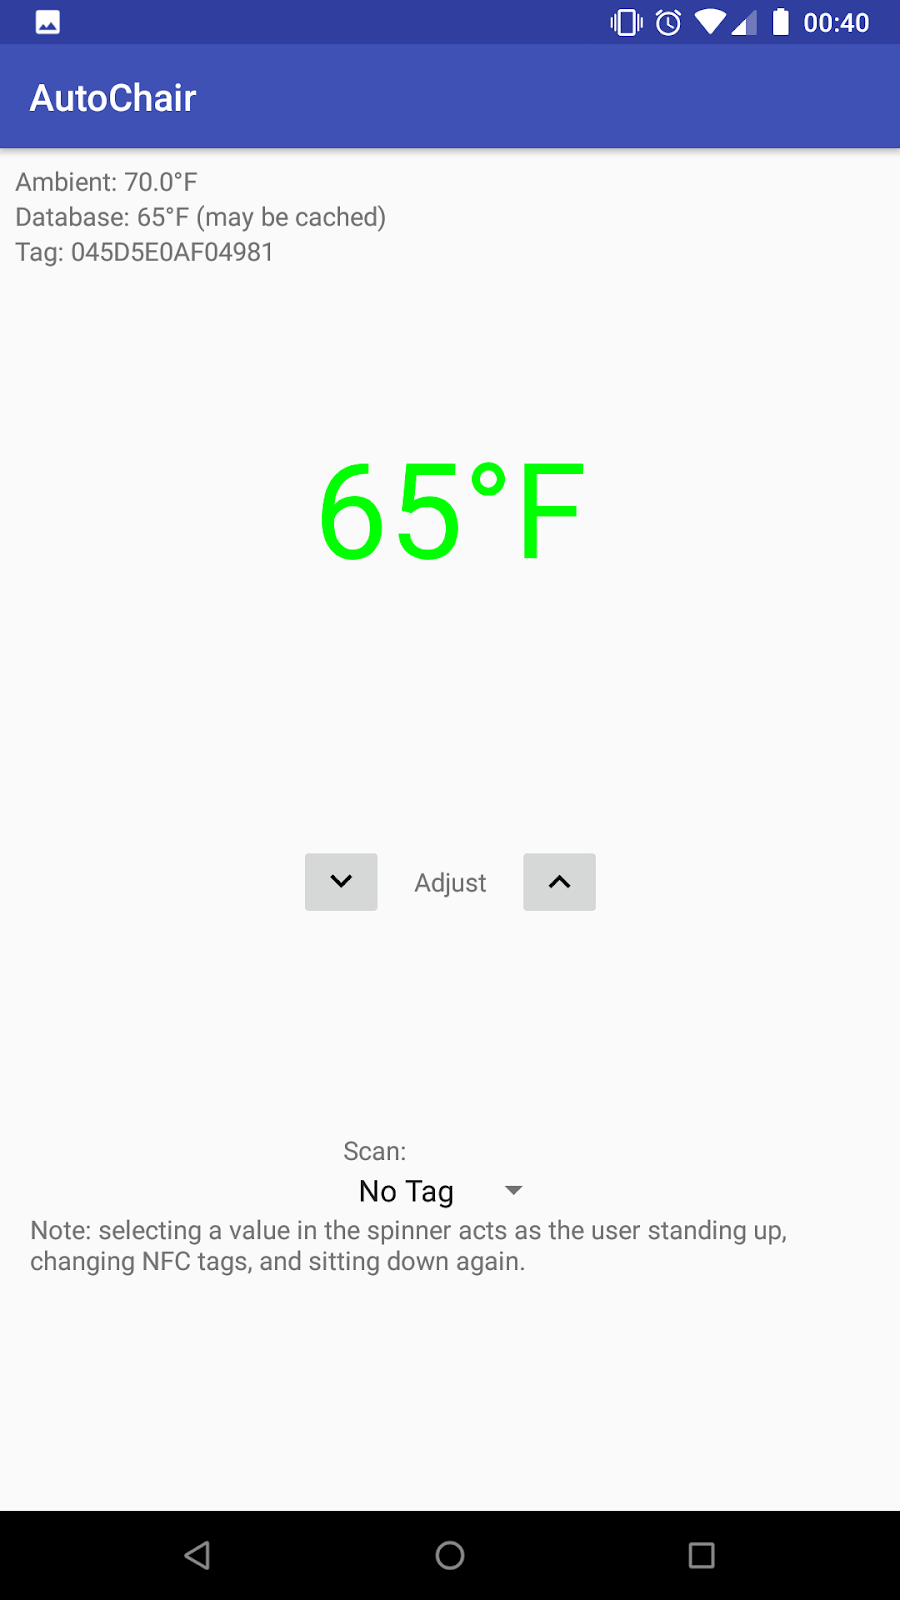 00:40
AutoChair
Ambient: 70.0°F
Database: 65°F (may be cached)
Tag: 045D5E0AF04981
65°F
Adjust
Scan:
No Tag
Note: selecting a value in the spinner acts as the user standing up,
changing NFC tags, and sitting down again.